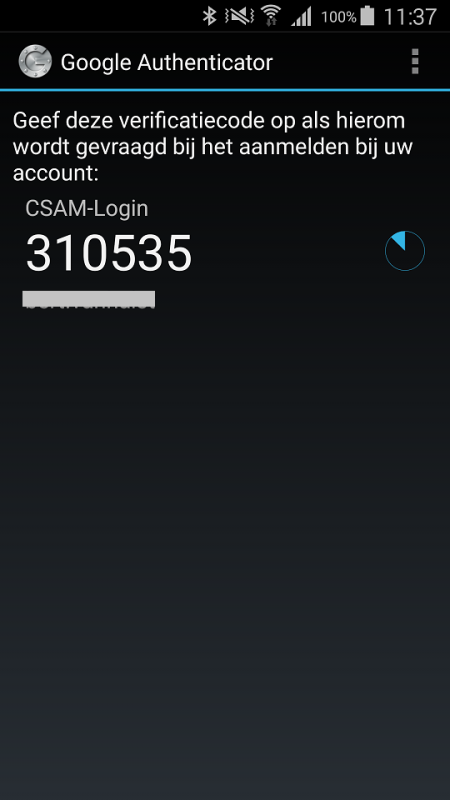 100% 11:37
Google Authenticator
Geef deze verificatiecode op als hierom
wordt gevraagd bij het aanmelden bij uw
account:
CSAM-Login
310535